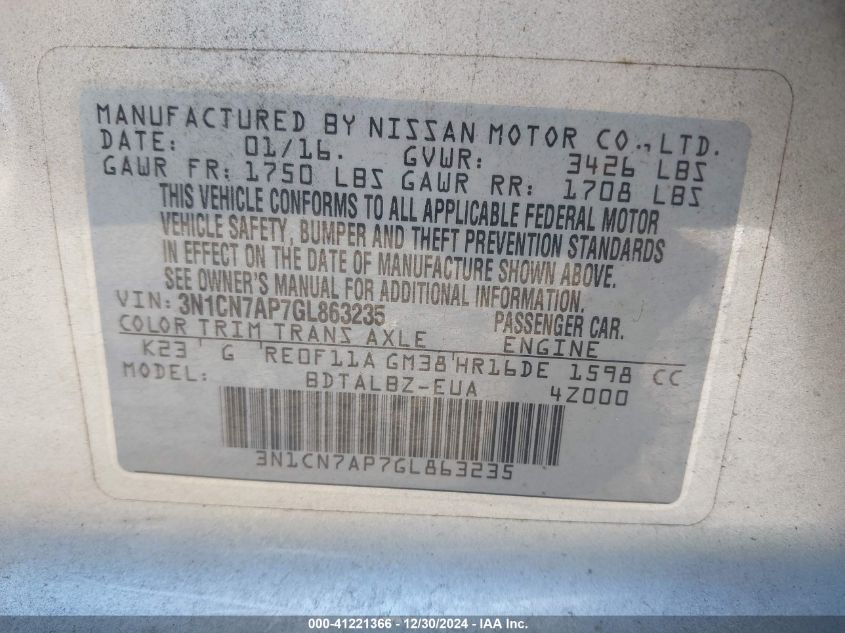 MANUFACTURED BY NISSAN MOTOR CO., LTD.
DATE: 01/16. GVWR: 3426 LBS
GAWR FR: 1750 LBS GAWR RR: 1708 LBS
THIS VEHICLE CONFORMS TO ALL APPLICABLE FEDERAL MOTOR
VEHICLE SAFETY, BUMPER AND THEFT PREVENTION STANDARDS
IN EFFECT ON THE DATE OF MANUFACTURE SHOWN ABOVE.
SEE OWNER'S MANUAL FOR ADDITIONAL INFORMATION.
VIN: 3N1CN7AP7GL863235 PASSENGER CAR.
COLOR TRIM TRANS AXLE ENGINE
K23 G RE0F11A GM38 HR16DE 1598 CC
MODEL: BDTALBZ-EUA 4Z000
3N1CN7AP7GL863235
000-41221366 - 12/30/2024 - IAA Inc.